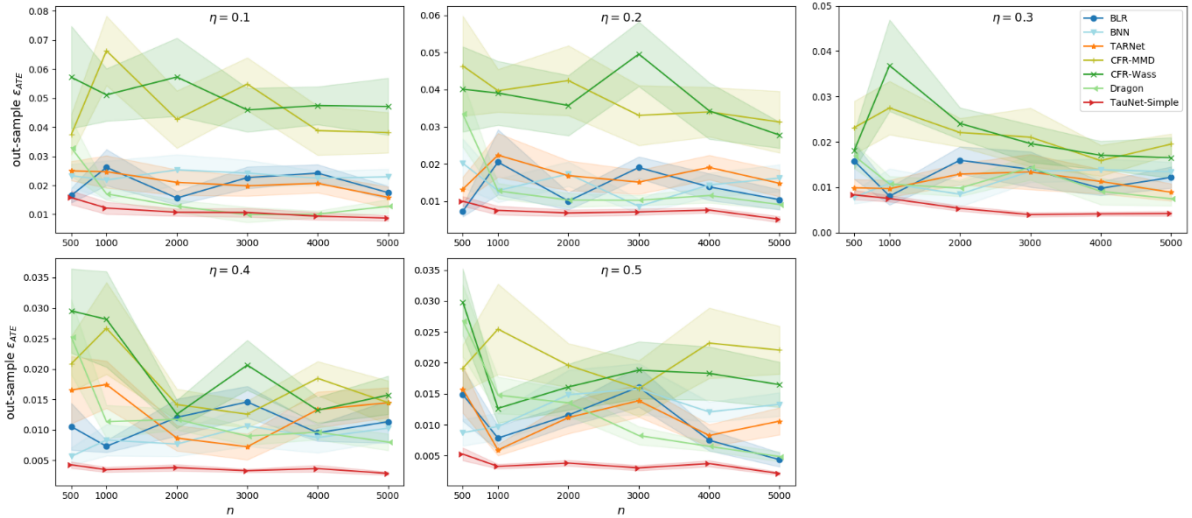 η = 0.1
out-sample ε_ATE
0.08
0.07
0.06
0.05
0.04
0.03
0.02
0.01
500 1000 2000 3000 4000 5000
η = 0.2
0.06
0.05
0.04
0.03
0.02
0.01
500 1000 2000 3000 4000 5000
η = 0.3
0.05
0.04
0.03
0.02
0.01
0.00
500 1000 2000 3000 4000 5000
BLR
BNN
TARNet
CFR-MMD
CFR-Wass
Dragon
TauNet-Simple
η = 0.4
out-sample ε_ATE
0.035
0.030
0.025
0.020
0.015
0.010
0.005
500 1000 2000 3000 4000 5000
n
η = 0.5
0.035
0.030
0.025
0.020
0.015
0.010
0.005
500 1000 2000 3000 4000 5000
n